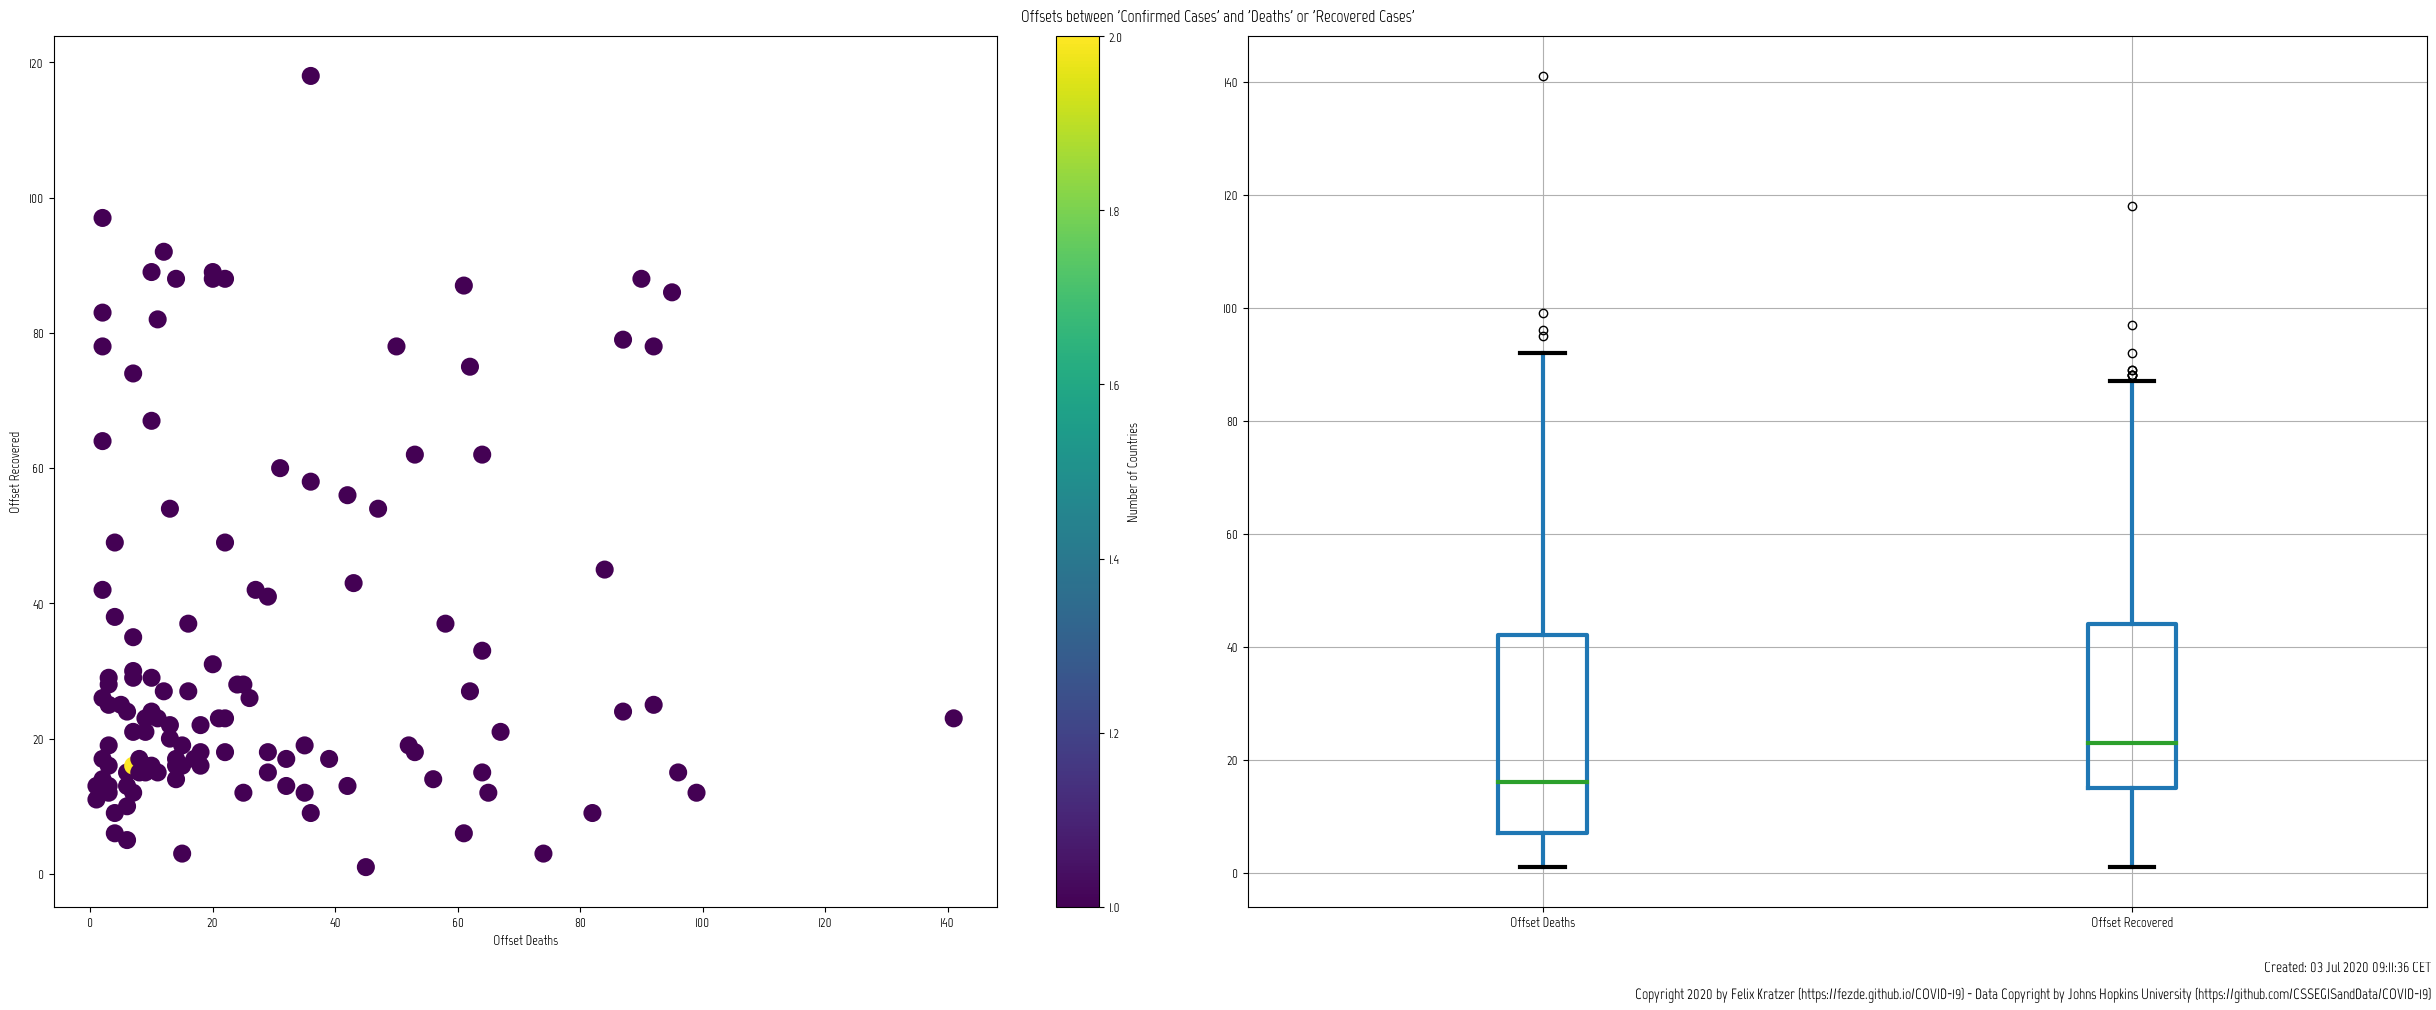 Offsets between 'Confirmed Cases' and 'Deaths' or 'Recovered Cases'
120
100
80
60
40
20
0
Offset Recovered
0 20 40 60 80 100 120 140
Offset Deaths
2.0
1.8
1.6
1.4
1.2
1.0
Number of Countries
140
120
100
80
60
40
20
0
Offset Deaths Offset Recovered
Created: 03 Jul 2020 09:11:36 CET
Copyright 2020 by Felix Kratzer (https://fezde.github.io/COVID-19) - Data Copyright by Johns Hopkins University (https://github.com/CSSEGISandData/COVID-19)